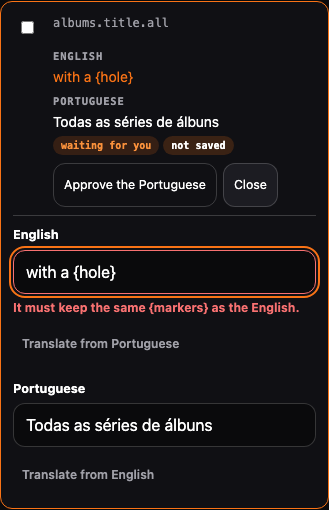 albums.title.all
ENGLISH
with a {hole}
PORTUGUESE
Todas as séries de álbuns
waiting for you not saved
Approve the Portuguese Close
English
with a {hole}
It must keep the same {markers} as the English.
Translate from Portuguese
Portuguese
Todas as séries de álbuns
Translate from English